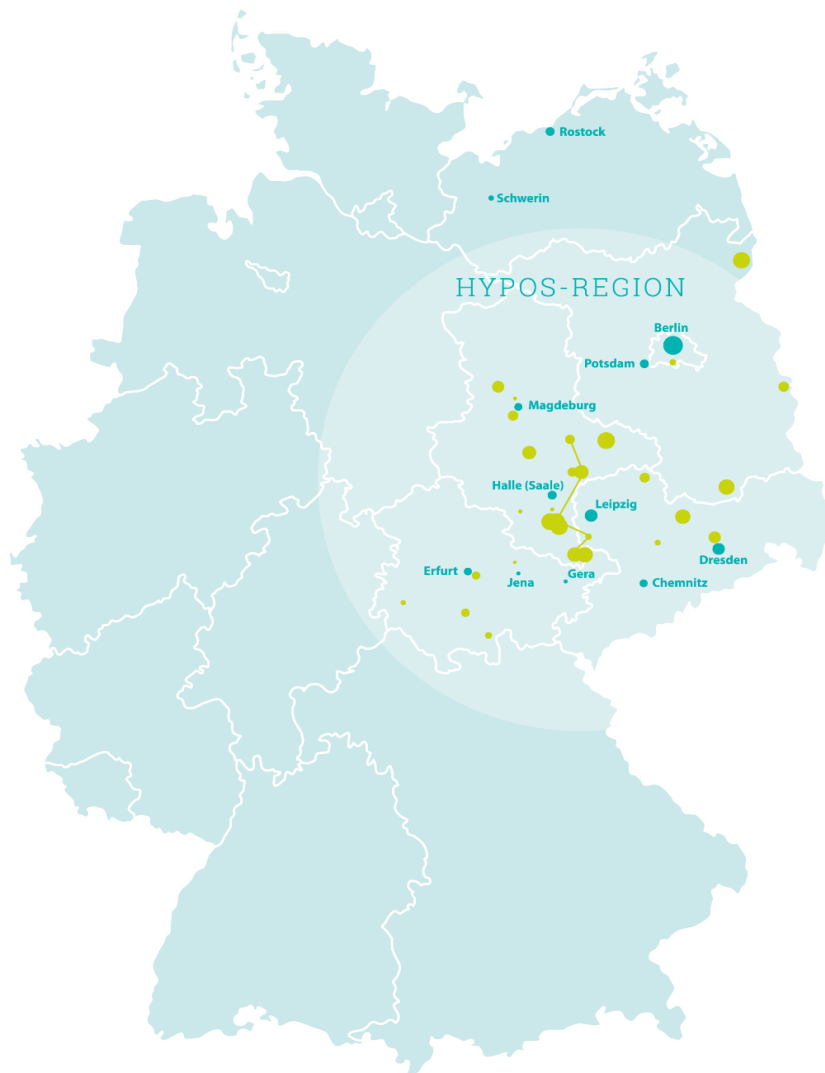 Rostock
Schwerin
HYPOS-REGION
Berlin
Potsdam
Magdeburg
Halle (Saale)
Leipzig
Dresden
Erfurt
Jena
Gera
Chemnitz